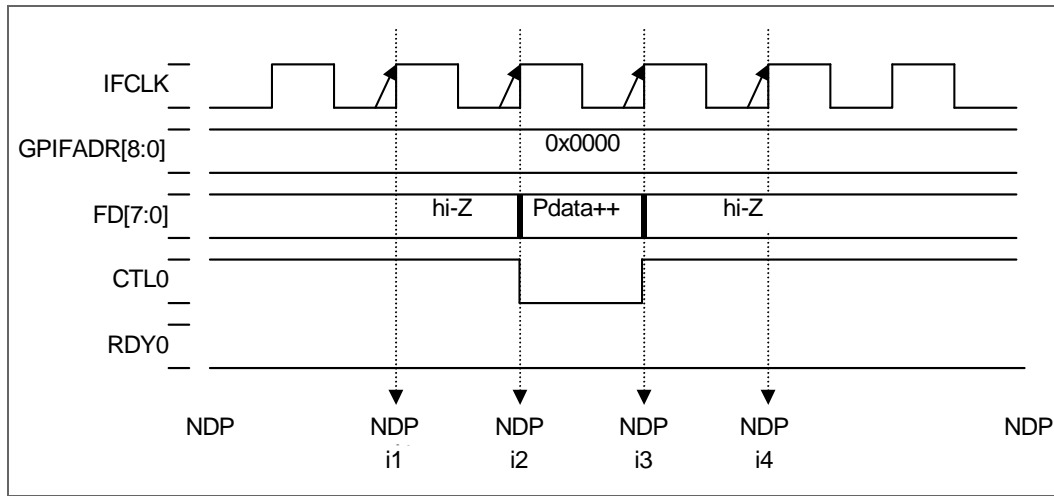 IFCLK
GPIFADR[8:0]
0x0000
FD[7:0]
hi-Z Pdata++ hi-Z
CTL0
RDY0
NDP NDP NDP NDP NDP NDP
i1 i2 i3 i4